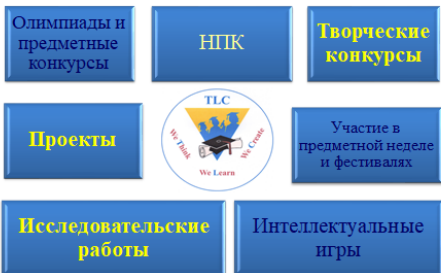 Олимпиады и
предметные
конкурсы
НПК
Творческие
конкурсы
Проекты
TLC
We Think
We Learn
We Create
Участие в
предметной неделе
и фестивалях
Исследовательские
работы
Интеллектуальные
игры